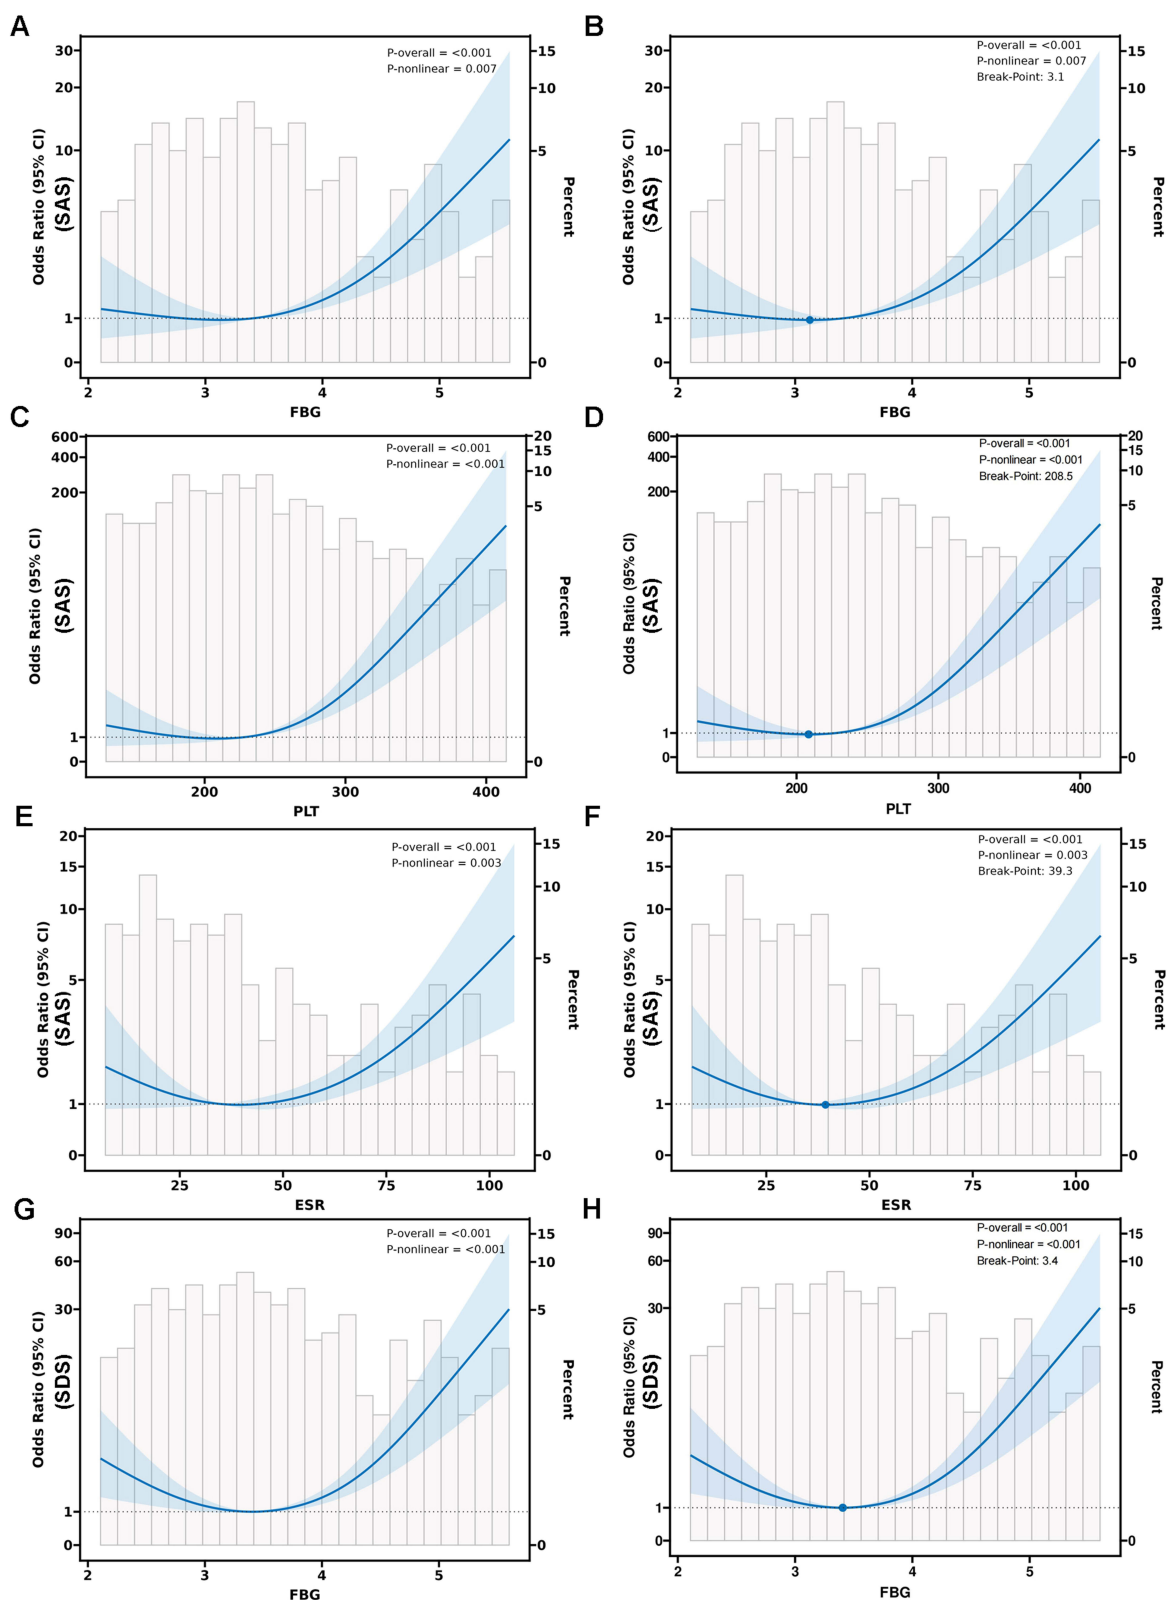 A
P-overall = <0.001
P-nonlinear = 0.007
30
20
10
1
0
15
10
5
0
Odds Ratio (95% CI)
(SAS)
Percent
2 3 4 5
FBG
B
P-overall = <0.001
P-nonlinear = 0.007
Break-Point: 3.1
30
20
10
1
0
15
10
5
0
Odds Ratio (95% CI)
(SAS)
Percent
2 3 4 5
FBG
C
P-overall = <0.001
P-nonlinear = <0.001
600
400
200
1
0
20
15
10
5
0
Odds Ratio (95% CI)
(SAS)
Percent
200 300 400
PLT
D
P-overall = <0.001
P-nonlinear = <0.001
Break-Point: 208.5
600
400
200
1
0
20
15
10
5
0
Odds Ratio (95% CI)
(SAS)
Percent
200 300 400
PLT
E
P-overall = <0.001
P-nonlinear = 0.003
20
15
10
5
1
0
15
10
5
0
Odds Ratio (95% CI)
(SAS)
Percent
25 50 75 100
ESR
F
P-overall = <0.001
P-nonlinear = 0.003
Break-Point: 39.3
20
15
10
5
1
0
15
10
5
0
Odds Ratio (95% CI)
(SAS)
Percent
25 50 75 100
ESR
G
P-overall = <0.001
P-nonlinear = <0.001
90
60
30
1
0
15
10
5
0
Odds Ratio (95% CI)
(SDS)
Percent
2 3 4 5
FBG
H
P-overall = <0.001
P-nonlinear = <0.001
Break-Point: 3.4
90
60
30
1
0
15
10
5
0
Odds Ratio (95% CI)
(SDS)
Percent
2 3 4 5
FBG